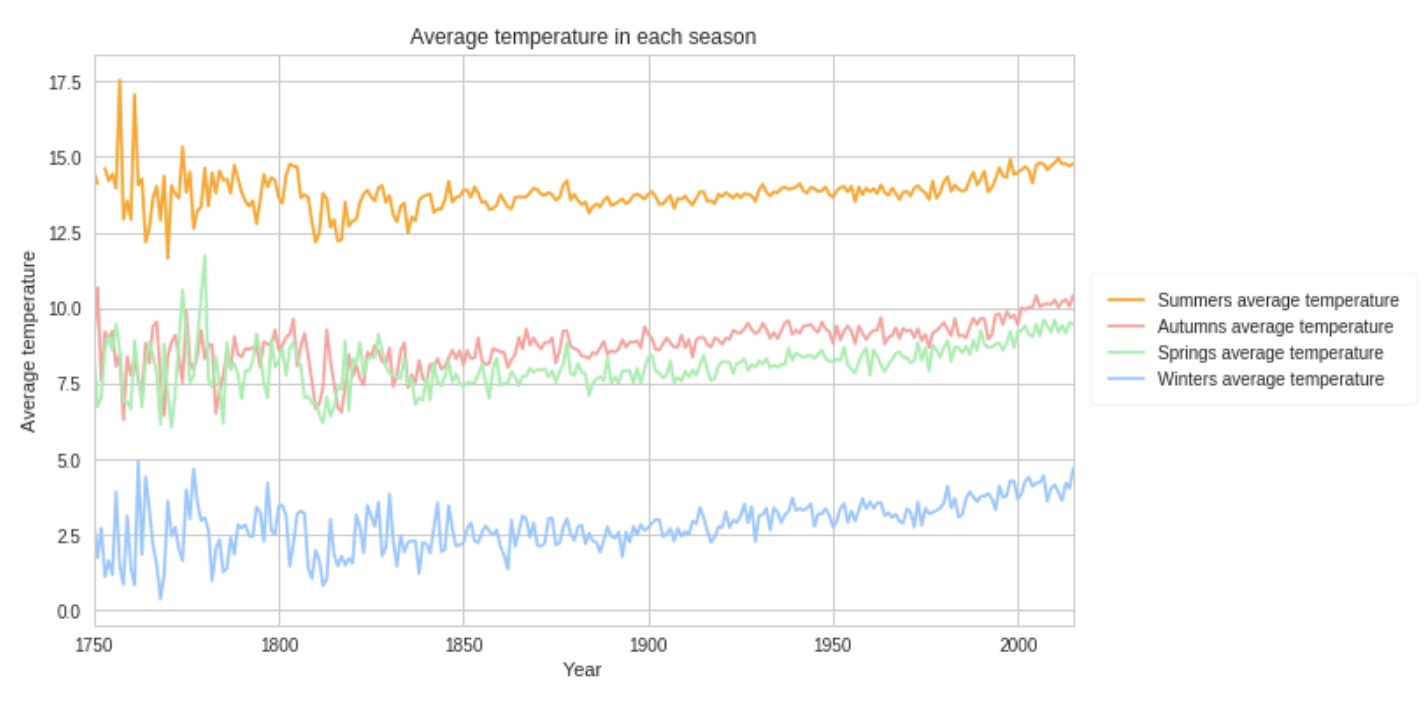 Average temperature in each season
17.5
15.0
12.5
10.0
7.5
5.0
2.5
0.0
Average temperature
1750
1800
1850
1900
1950
2000
Year
Summers average temperature
Autumns average temperature
Springs average temperature
Winters average temperature